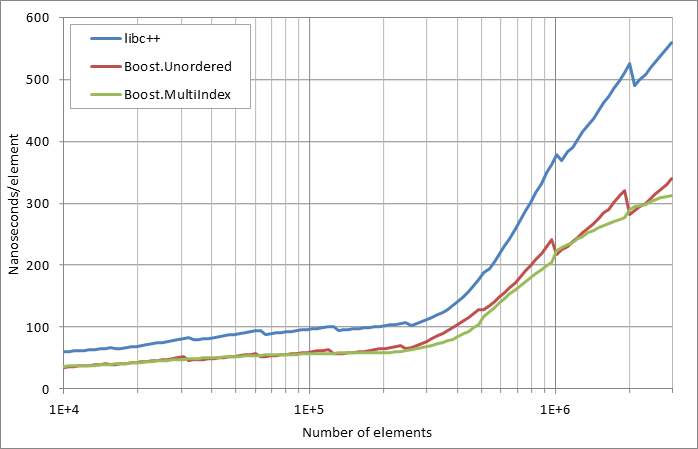 600
500
400
300
200
100
0
Nanoseconds/element
libc++
Boost.Unordered
Boost.MultiIndex
1E+4 1E+5 1E+6
Number of elements